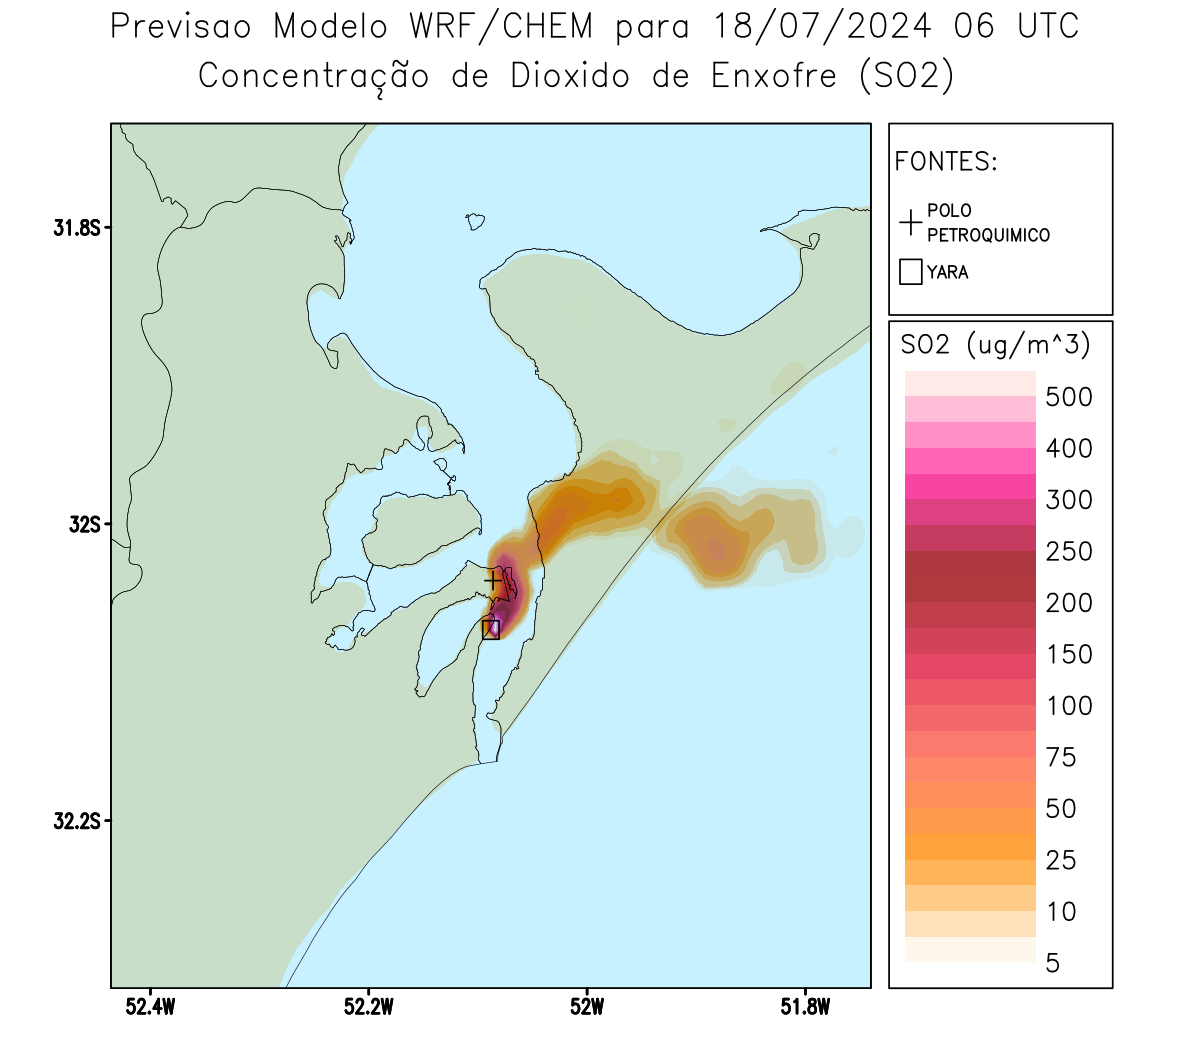 Previsao Modelo WRF/CHEM para 18/07/2024 06 UTC
Concentração de Dioxido de Enxofre (SO2)
FONTES:
POLO
PETROQUIMICO
YARA
SO2 (ug/m^3)
500
400
300
250
200
150
100
75
50
25
10
5
31.8S
32S
32.2S
52.4W
52.2W
52W
51.8W